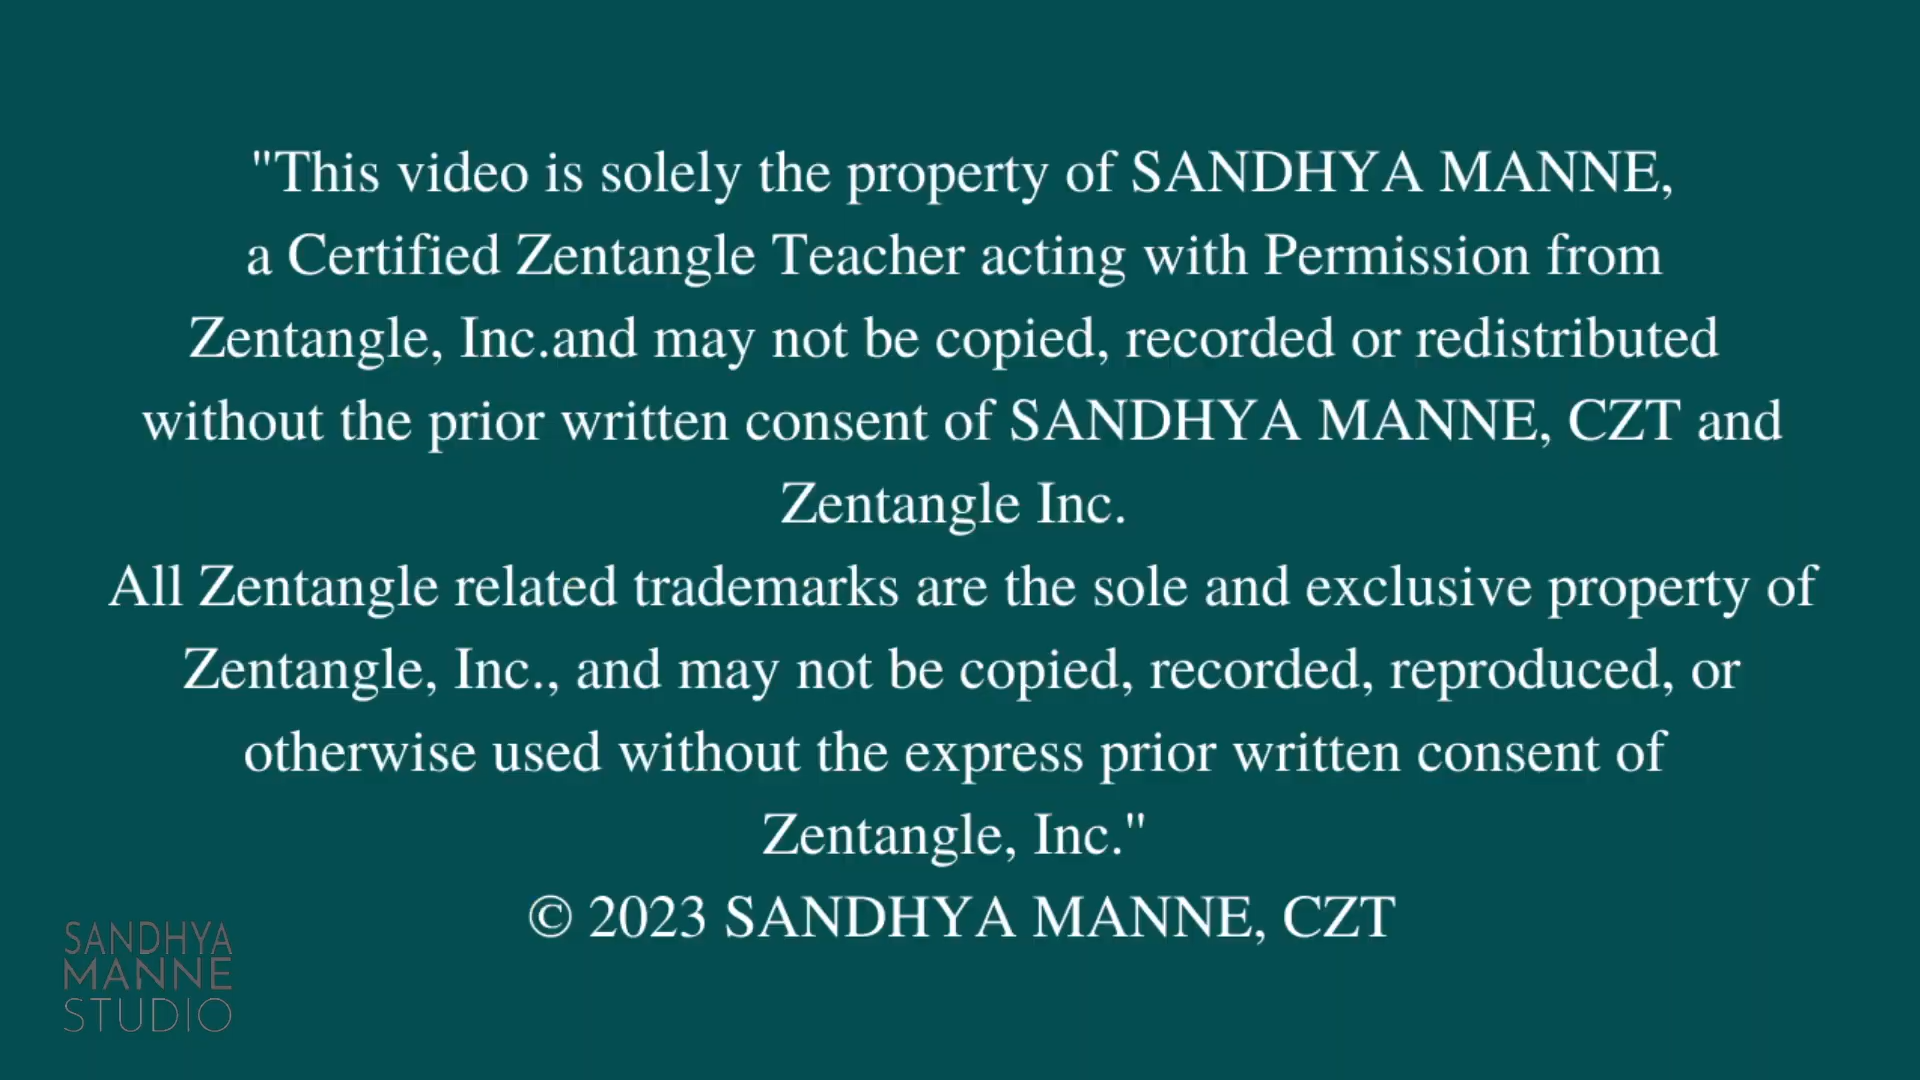 "This video is solely the property of SANDHYA MANNE,
a Certified Zentangle Teacher acting with Permission from
Zentangle, Inc.and may not be copied, recorded or redistributed
without the prior written consent of SANDHYA MANNE, CZT and
Zentangle Inc.
All Zentangle related trademarks are the sole and exclusive property of
Zentangle, Inc., and may not be copied, recorded, reproduced, or
otherwise used without the express prior written consent of
Zentangle, Inc."
© 2023 SANDHYA MANNE, CZT
SANDHYA
MANNE
STUDIO